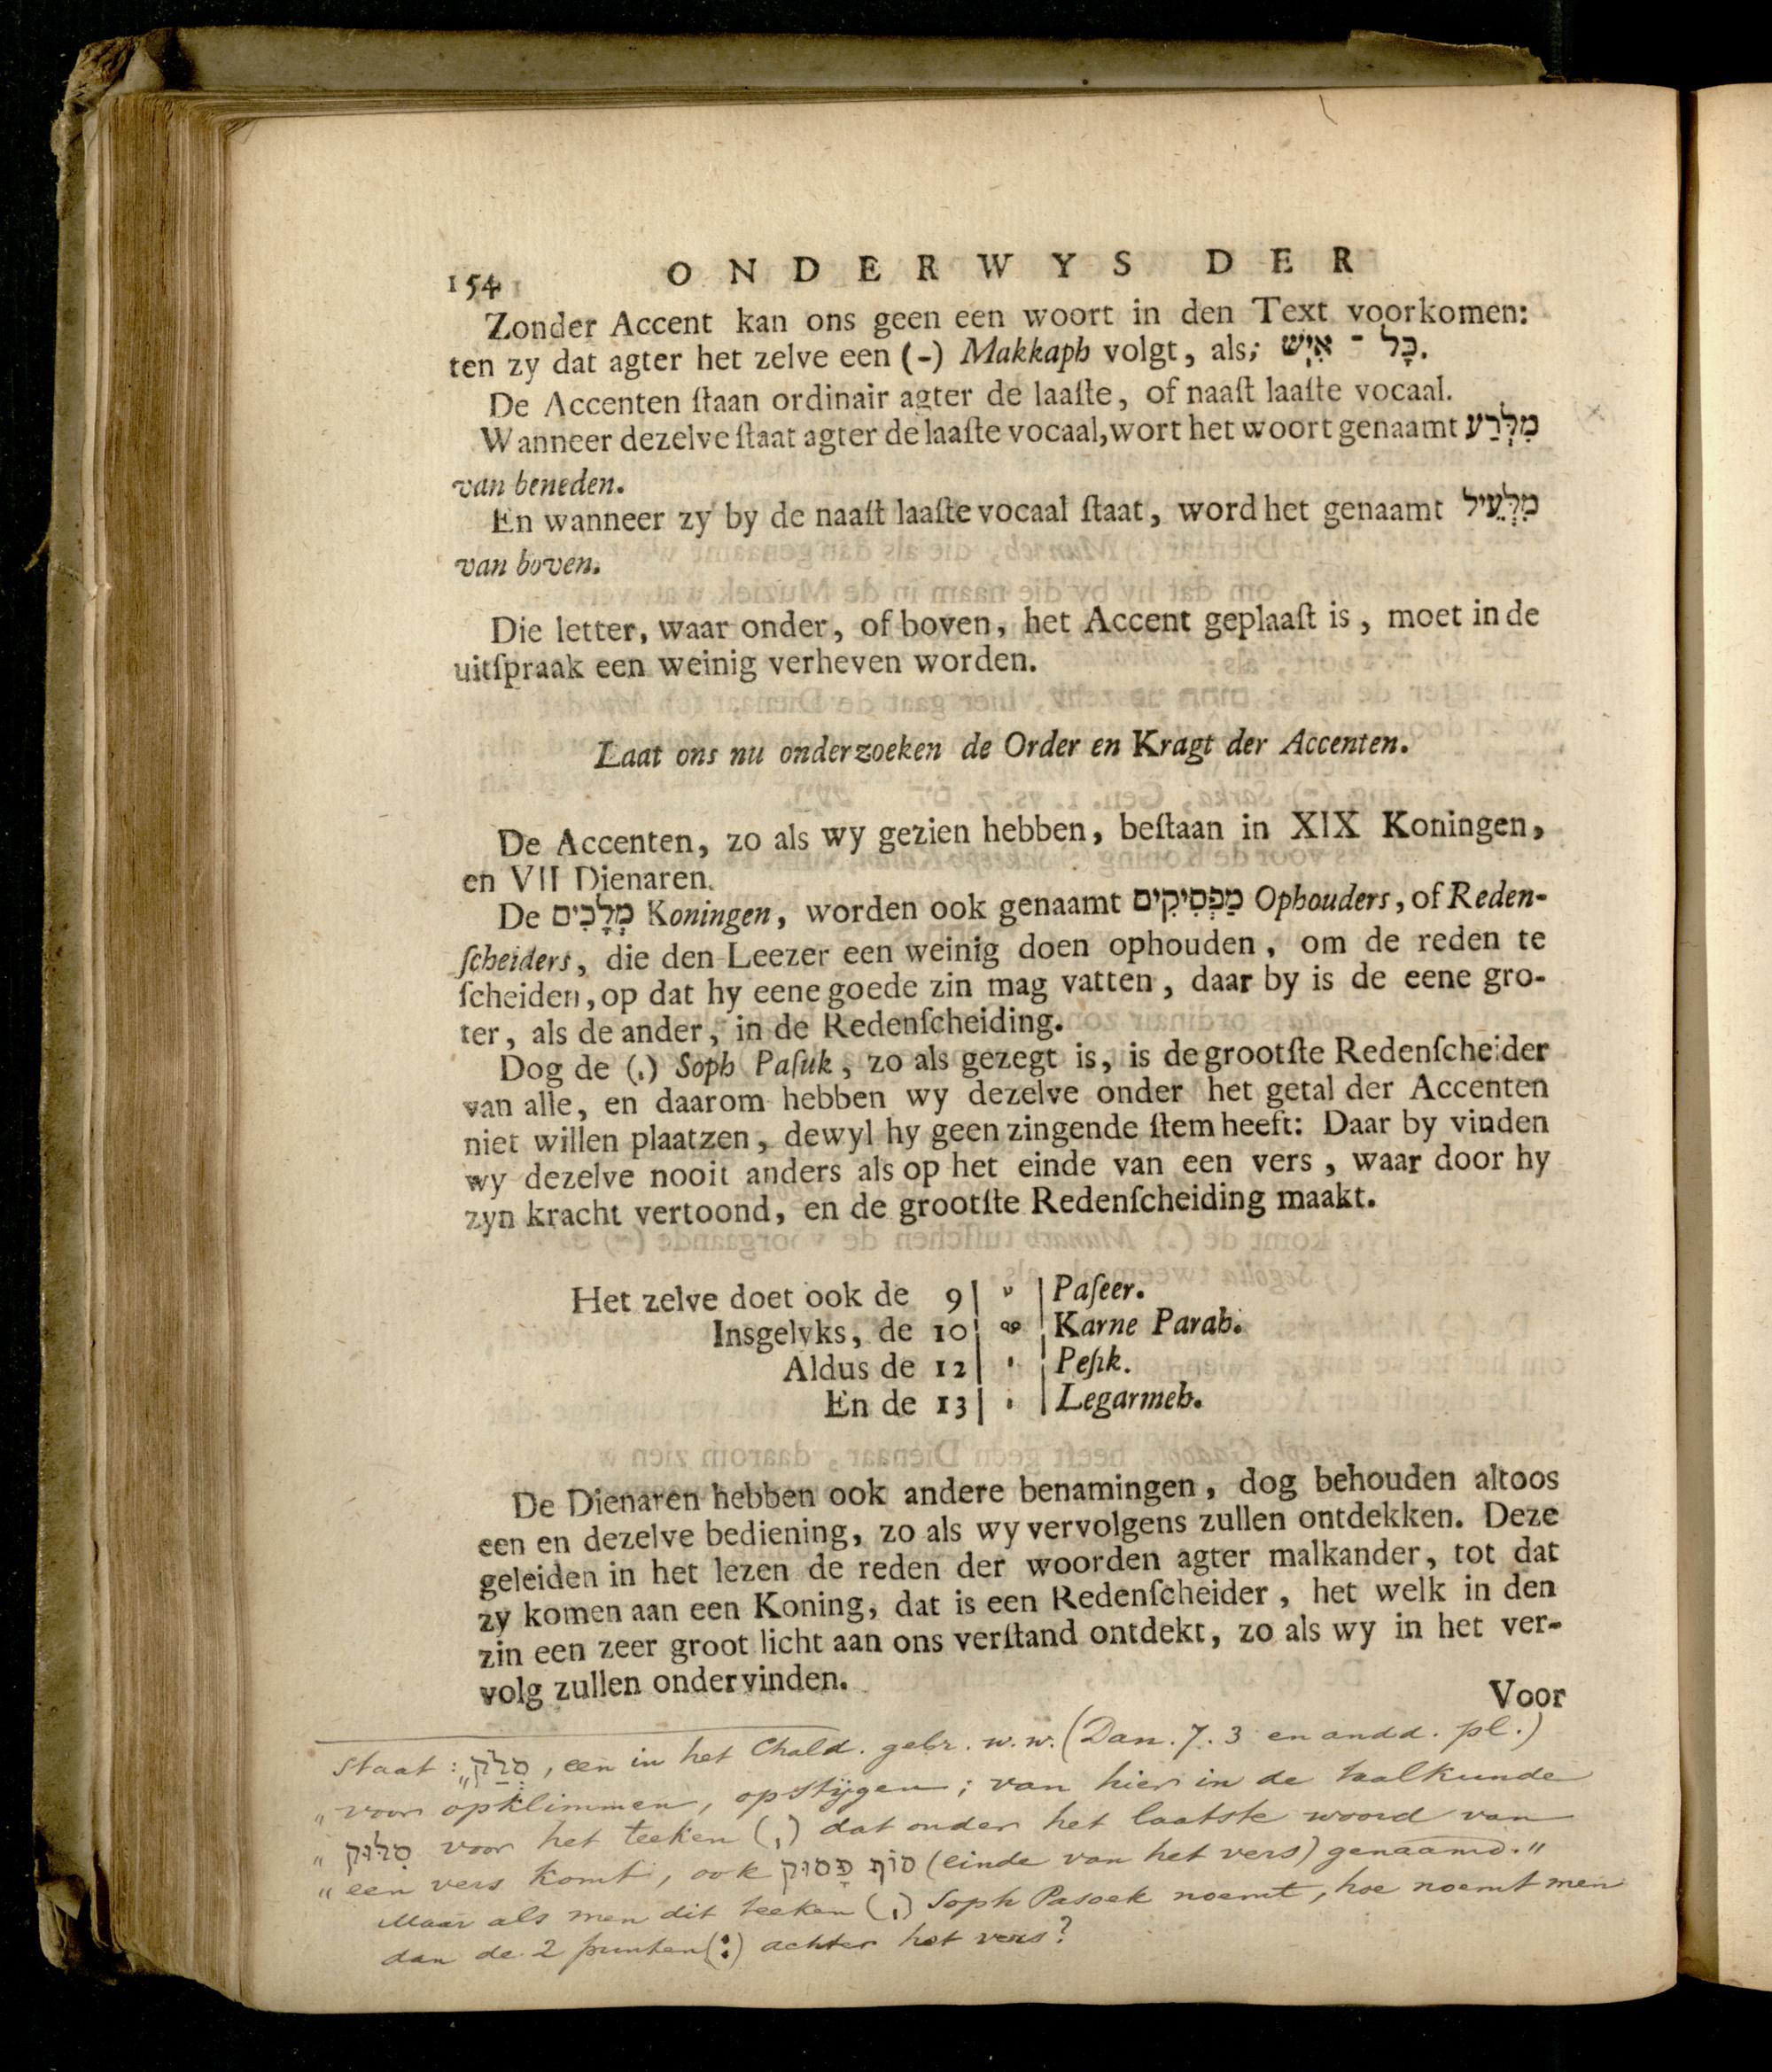 154 ONDERWYS DER
Zonder Accent kan ons geen een woort in den Text voorkomen:
ten zy dat agter het zelve een (-) Makkaph volgt, als; כָּל ־ אִישׁ.
De Accenten ſtaan ordinair agter de laaſte, of naaſt laaſte vocaal.
Wanneer dezelve ſtaat agter de laaſte vocaal, wort het woort genaamt מִלְּרַע
van beneden.
En wanneer zy by de naaſt laaſte vocaal ſtaat, word het genaamt מִלְּעֵיל
van boven.
Die letter, waar onder, of boven, het Accent geplaaſt is, moet in de
uitſpraak een weinig verheven worden.
Laat ons nu onderzoeken de Order en Kragt der Accenten.
De Accenten, zo als wy gezien hebben, beſtaan in XIX Koningen,
en VII Dienaren.
De מְלָכִים Koningen, worden ook genaamt מַפְסִיקִים Ophouders, of Reden-
ſcheiders, die den Leezer een weinig doen ophouden, om de reden te
ſcheiden, op dat hy eene goede zin mag vatten, daar by is de eene gro-
ter, als de ander, in de Redenſcheiding.
Dog de (ˌ) Soph Paſuk, zo als gezegt is, is de grootſte Redenſcheider
van alle, en daarom hebben wy dezelve onder het getal der Accenten
niet willen plaatzen, dewyl hy geen zingende ſtem heeft: Daar by vinden
wy dezelve nooit anders als op het einde van een vers, waar door hy
zyn kracht vertoond, en de grootſte Redenſcheiding maakt.
Het zelve doet ook de 9 | | Paſeer.
Insgelyks, de 10 | | Karne Parah.
Aldus de 12 | ˈ | Peſik.
En de 13 | ˈ | Legarmeh.
De Dienaren hebben ook andere benamingen, dog behouden altoos
een en dezelve bediening, zo als wy vervolgens zullen ontdekken. Deze
geleiden in het lezen de reden der woorden agter malkander, tot dat
zy komen aan een Koning, dat is een Redenſcheider, het welk in den
zin een zeer groot licht aan ons verſtand ontdekt, zo als wy in het ver-
volg zullen ondervinden.
Voor
staat: „סְלַק, een in het Chald. gebr. w.w. (Dan. 7. 3 en andd. pl.)
„voor opklimmen, opstijgen; van hier in de taalkunde
„סִלּוּק voor het teeken (ˌ) dat onder het laatste woord van
„een vers komt, ook סוֹף פָּסוּק (einde van het vers) genaamd."
Maar als men dit teeken (ˌ) Soph Pasoek noemt, hoe noemt men
dan de 2 punten (:) achter het vers?